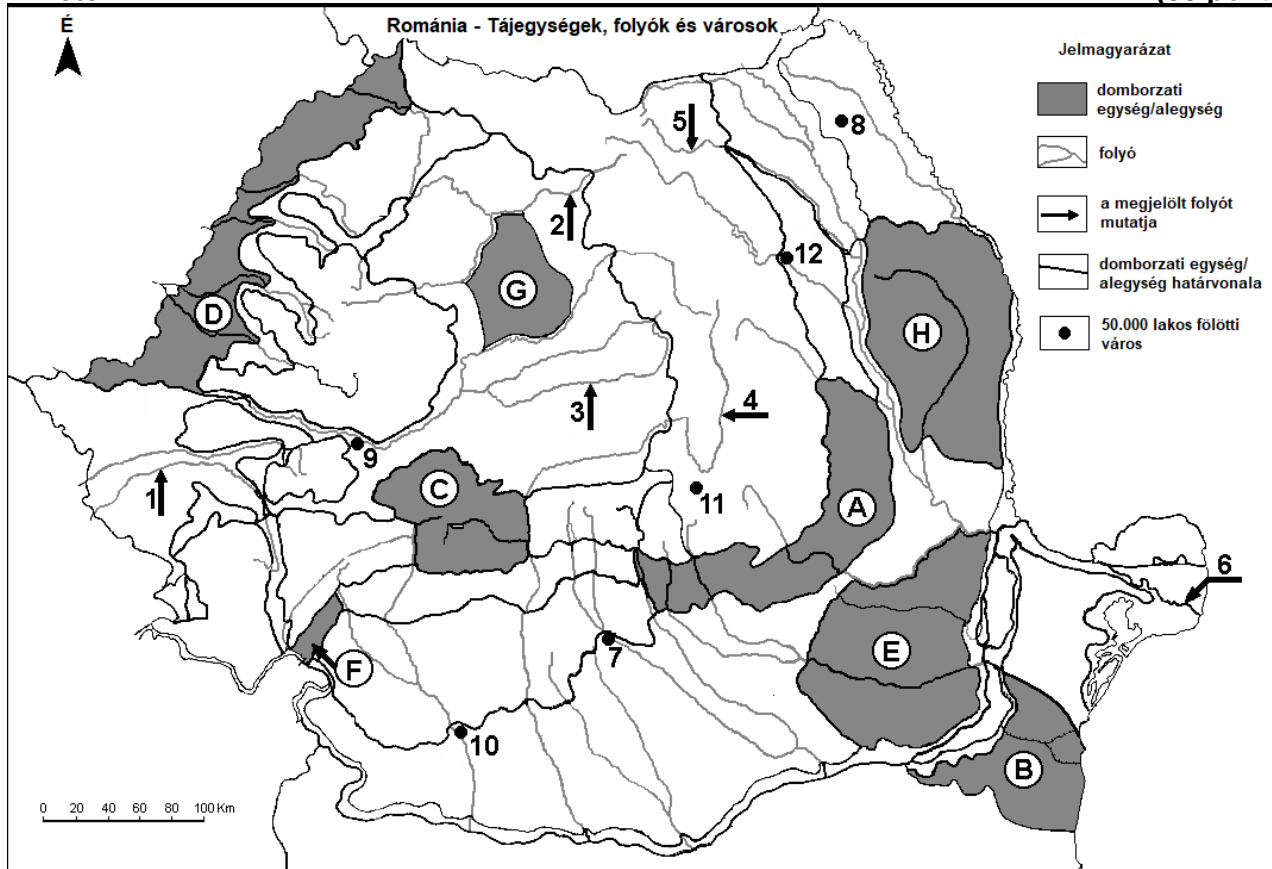 É
Románia - Tájegységek, folyók és városok
Jelmagyarázat
domborzati
egység/alegység
folyó
a megjelölt folyót
mutatja
domborzati egység/
alegység határvonala
50.000 lakos fölötti
város
5
8
2
12
G
D
H
3
4
9
1
C
11
A
6
F
7
E
10
B
0 20 40 60 80 100 Km